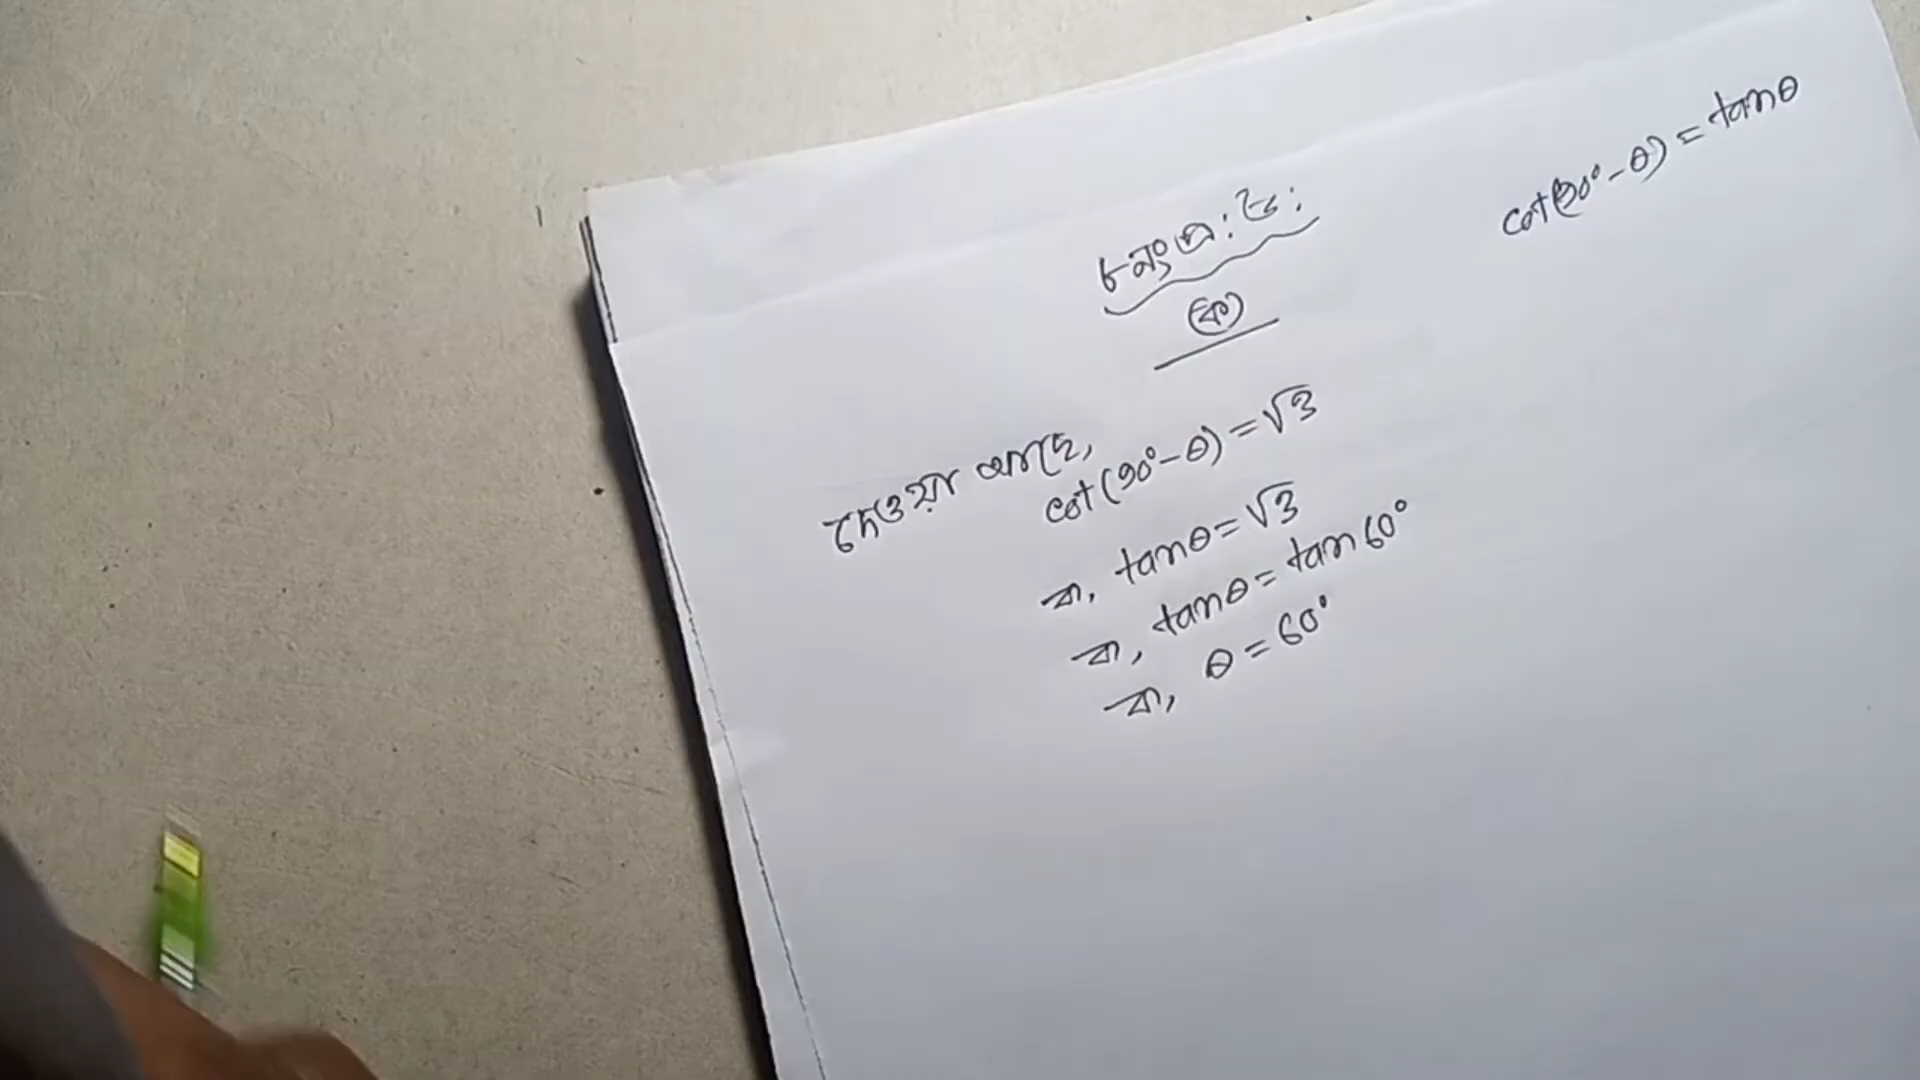 ৮নং প্র: উ:
cot(90°-θ) = tanθ
(ক)
দেওয়া আছে,
cot(90°-θ) = √3
বা, tanθ = √3
বা, tanθ = tan60°
বা, θ = 60°